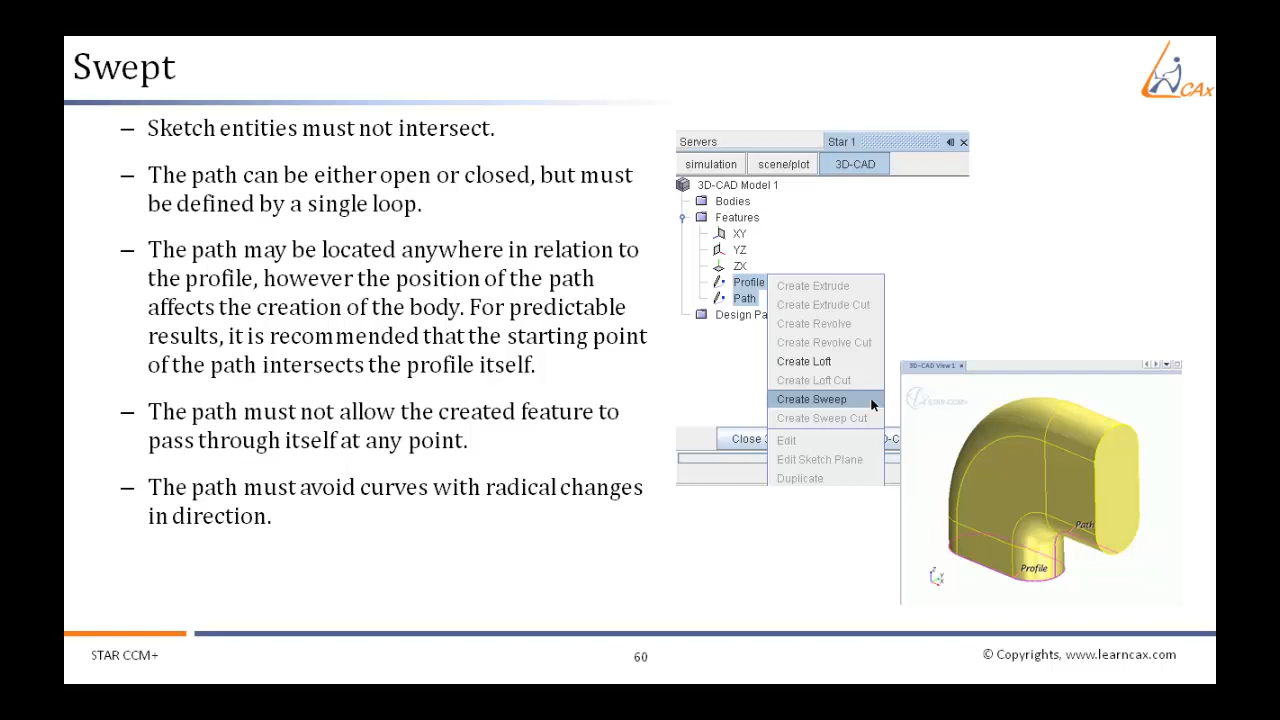 Swept
CAx
– Sketch entities must not intersect.
– The path can be either open or closed, but must
be defined by a single loop.
– The path may be located anywhere in relation to
the profile, however the position of the path
affects the creation of the body. For predictable
results, it is recommended that the starting point
of the path intersects the profile itself.
– The path must not allow the created feature to
pass through itself at any point.
– The path must avoid curves with radical changes
in direction.
Servers
Star 1
simulation
scene/plot
3D-CAD
3D-CAD Model 1
Bodies
Features
XY
YZ
ZX
Profile
Path
Design Pa
Create Extrude
Create Extrude Cut
Create Revolve
Create Revolve Cut
Create Loft
Create Loft Cut
Create Sweep
Create Sweep Cut
Edit
Edit Sketch Plane
Duplicate
Close 3
D-C
3D-CAD View 1
Path
Profile
STAR CCM+
60
© Copyrights, www.learncax.com